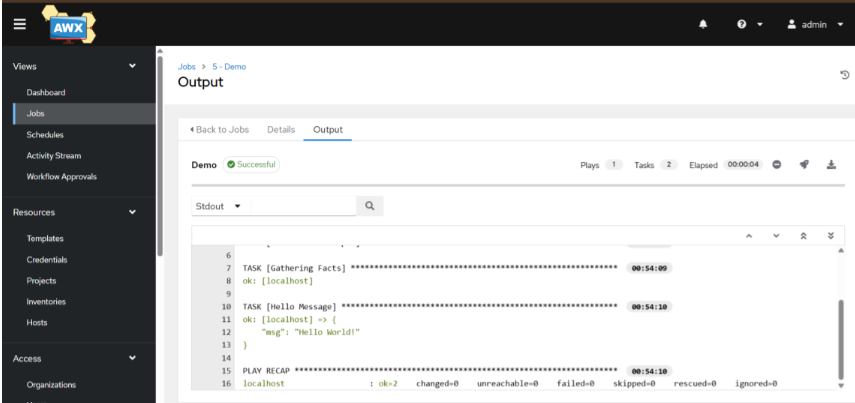 AWX
admin
Views
Dashboard
Jobs
Schedules
Activity Stream
Workflow Approvals
Resources
Templates
Credentials
Projects
Inventories
Hosts
Access
Organizations
Jobs > 5 - Demo
Output
Back to Jobs Details Output
Demo Successful Plays 1 Tasks 2 Elapsed 00:00:04
Stdout
6
7 TASK [Gathering Facts] ********************************************************* 00:54:09
8 ok: [localhost]
9
10 TASK [Hello Message] *********************************************************** 00:54:10
11 ok: [localhost] => {
12 "msg": "Hello World!"
13 }
14
15 PLAY RECAP ********************************************************************* 00:54:10
16 localhost : ok=2 changed=0 unreachable=0 failed=0 skipped=0 rescued=0 ignored=0